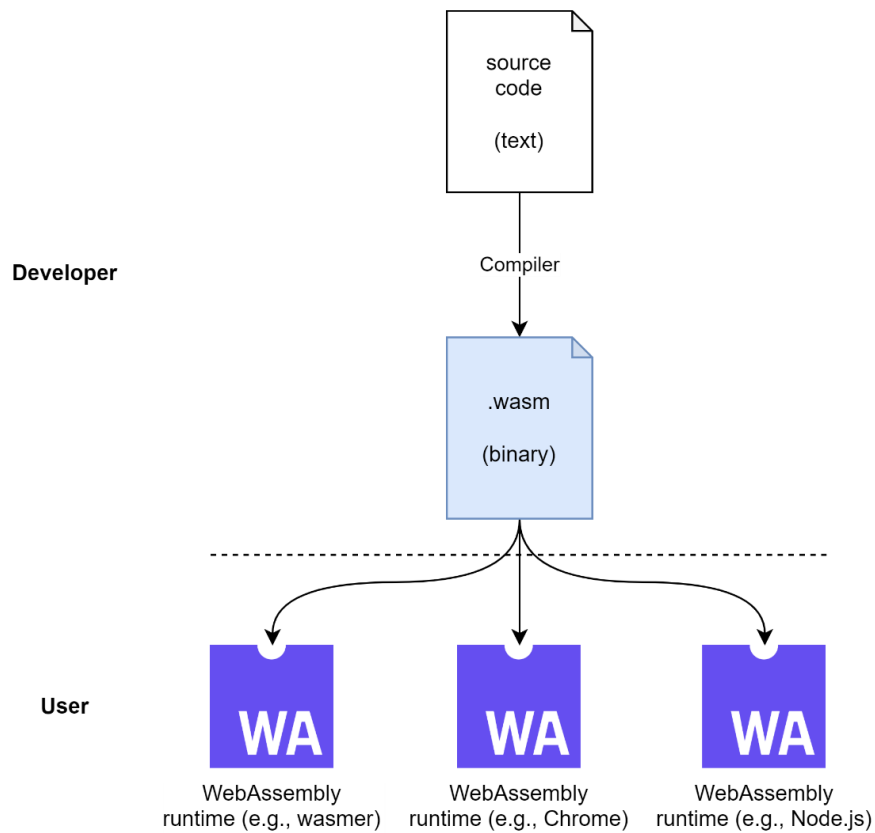 source
code
(text)
Compiler
Developer
.wasm
(binary)
User
WA
WA
WA
WebAssembly
runtime (e.g., wasmer)
WebAssembly
runtime (e.g., Chrome)
WebAssembly
runtime (e.g., Node.js)